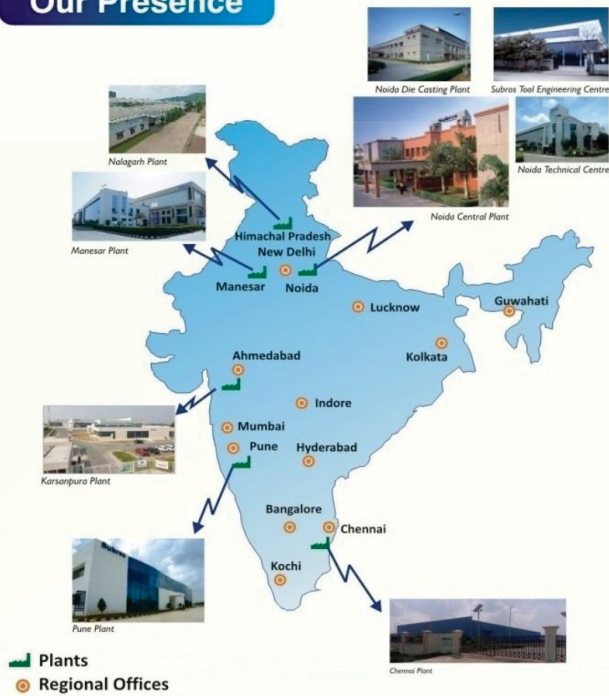 Our Presence
Noida Die Casting Plant
Subros Tool Engineering Centre
Nalagarh Plant
Noida Technical Centre
Noida Central Plant
Manesar Plant
Himachal Pradesh
New Delhi
Manesar
Noida
Lucknow
Guwahati
Kolkata
Ahmedabad
Indore
Mumbai
Pune
Hyderabad
Karsanpura Plant
Bangalore
Chennai
Kochi
Subros
Pune Plant
Chennai Plant
Plants
Regional Offices